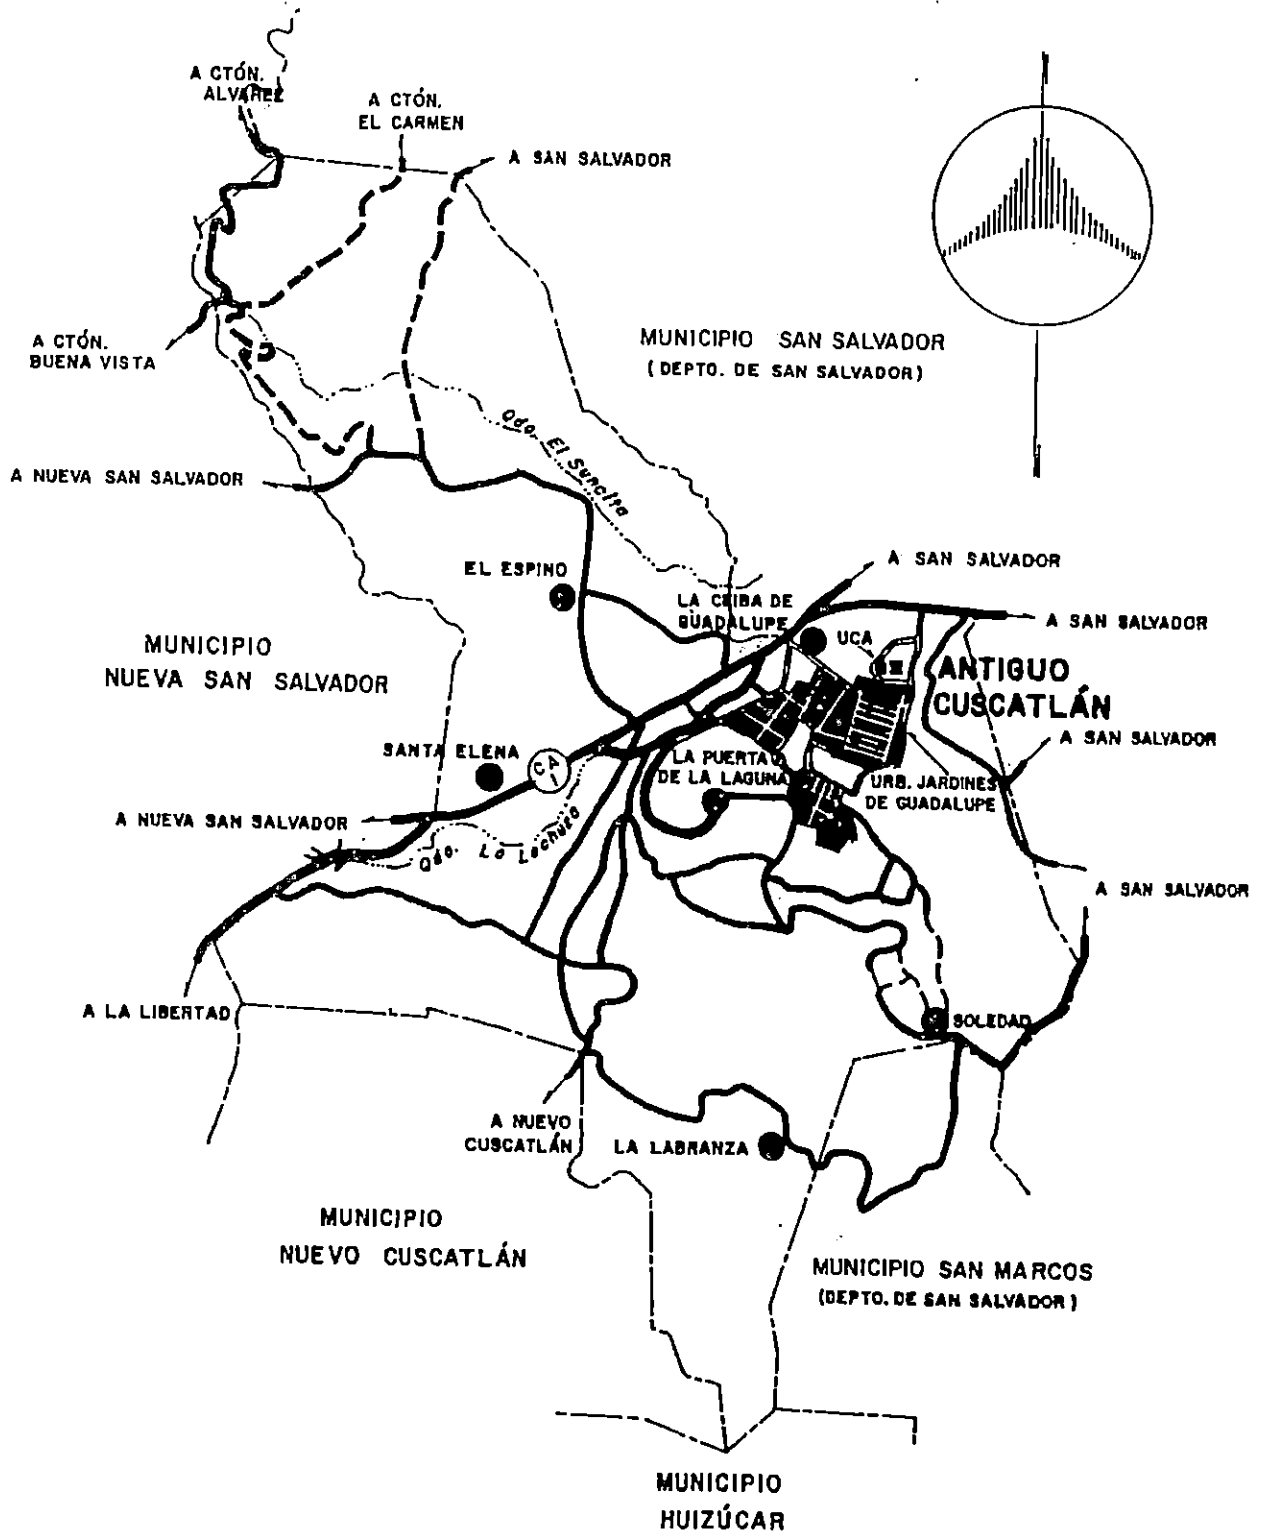 A CTÓN.
ALVAREZ
A CTÓN.
EL CARMEN
A SAN SALVADOR
MUNICIPIO SAN SALVADOR
(DEPTO. DE SAN SALVADOR)
A CTÓN.
BUENA VISTA
Qda. El Suncita
A NUEVA SAN SALVADOR
EL ESPINO
A SAN SALVADOR
LA CEIBA DE
GUADALUPE
A SAN SALVADOR
UCA
MUNICIPIO
NUEVA SAN SALVADOR
ANTIGUO
CUSCATLÁN
SANTA ELENA
CA
1
LA PUERTA
DE LA LAGUNA
A SAN SALVADOR
URB. JARDINES
DE GUADALUPE
A NUEVA SAN SALVADOR
Qda. La Lechuza
A SAN SALVADOR
A LA LIBERTAD
SOLEDAD
A NUEVO
CUSCATLÁN
LA LABRANZA
MUNICIPIO
NUEVO CUSCATLÁN
MUNICIPIO SAN MARCOS
(DEPTO. DE SAN SALVADOR)
MUNICIPIO
HUIZÚCAR